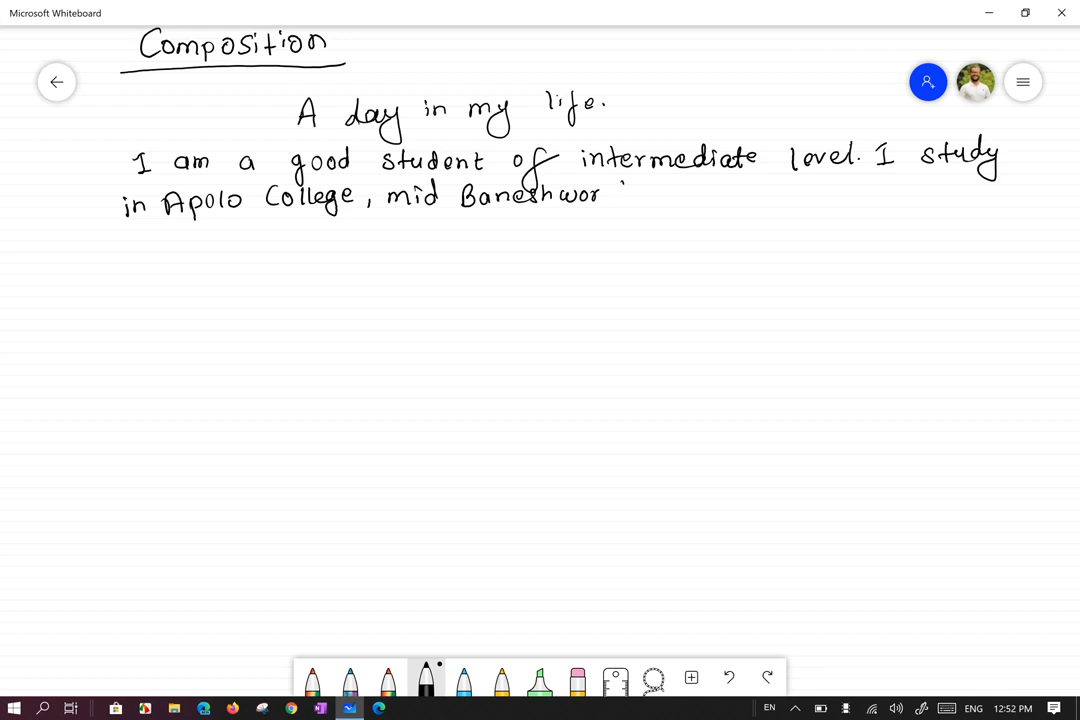 Microsoft Whiteboard
Composition
A day in my life.
I am a good student of intermediate level. I study
in Apolo College, mid Baneshwor
EN
ENG
12:52 PM